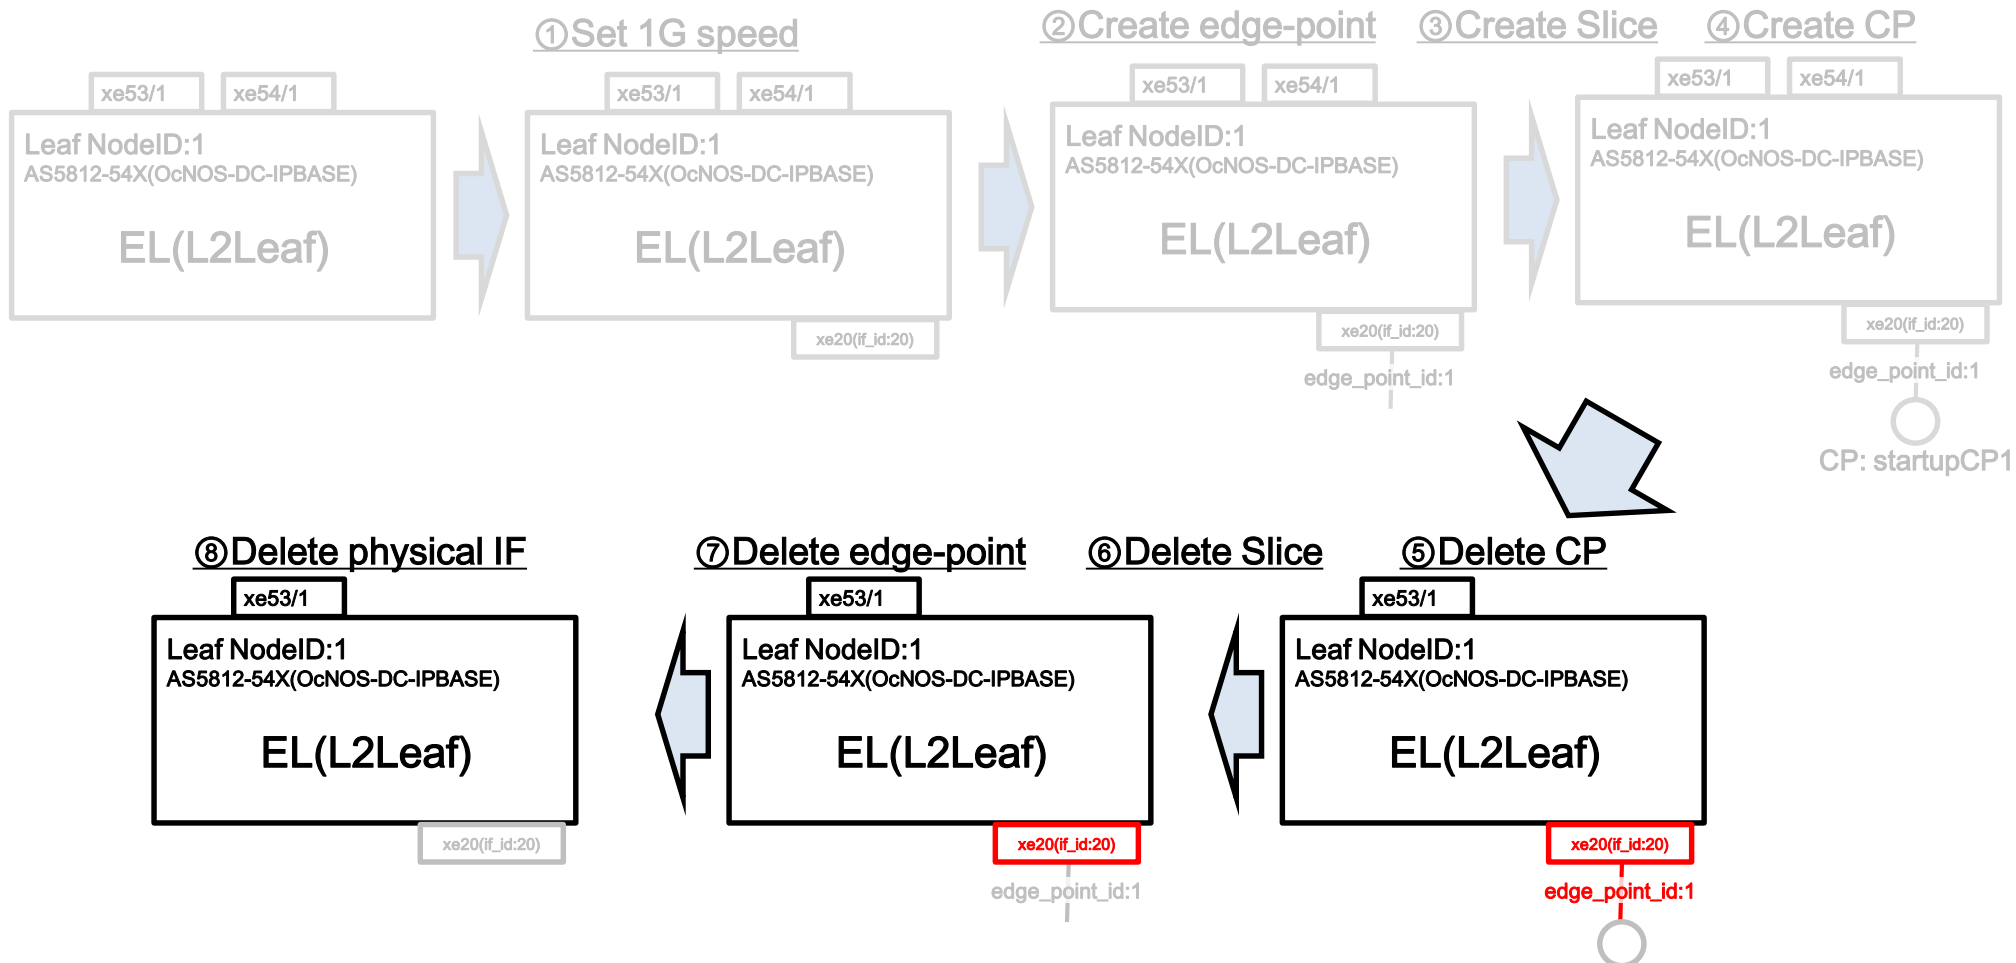 ①Set 1G speed
②Create edge-point
③Create Slice
④Create CP
xe53/1
xe54/1
Leaf NodeID:1
AS5812-54X(OcNOS-DC-IPBASE)
EL(L2Leaf)
xe53/1
xe54/1
Leaf NodeID:1
AS5812-54X(OcNOS-DC-IPBASE)
EL(L2Leaf)
xe20(if_id:20)
xe53/1
xe54/1
Leaf NodeID:1
AS5812-54X(OcNOS-DC-IPBASE)
EL(L2Leaf)
xe20(if_id:20)
edge_point_id:1
xe53/1
xe54/1
Leaf NodeID:1
AS5812-54X(OcNOS-DC-IPBASE)
EL(L2Leaf)
xe20(if_id:20)
edge_point_id:1
CP: startupCP1
⑧Delete physical IF
⑦Delete edge-point
⑥Delete Slice
⑤Delete CP
xe53/1
Leaf NodeID:1
AS5812-54X(OcNOS-DC-IPBASE)
EL(L2Leaf)
xe20(if_id:20)
xe53/1
Leaf NodeID:1
AS5812-54X(OcNOS-DC-IPBASE)
EL(L2Leaf)
xe20(if_id:20)
edge_point_id:1
xe53/1
Leaf NodeID:1
AS5812-54X(OcNOS-DC-IPBASE)
EL(L2Leaf)
xe20(if_id:20)
edge_point_id:1